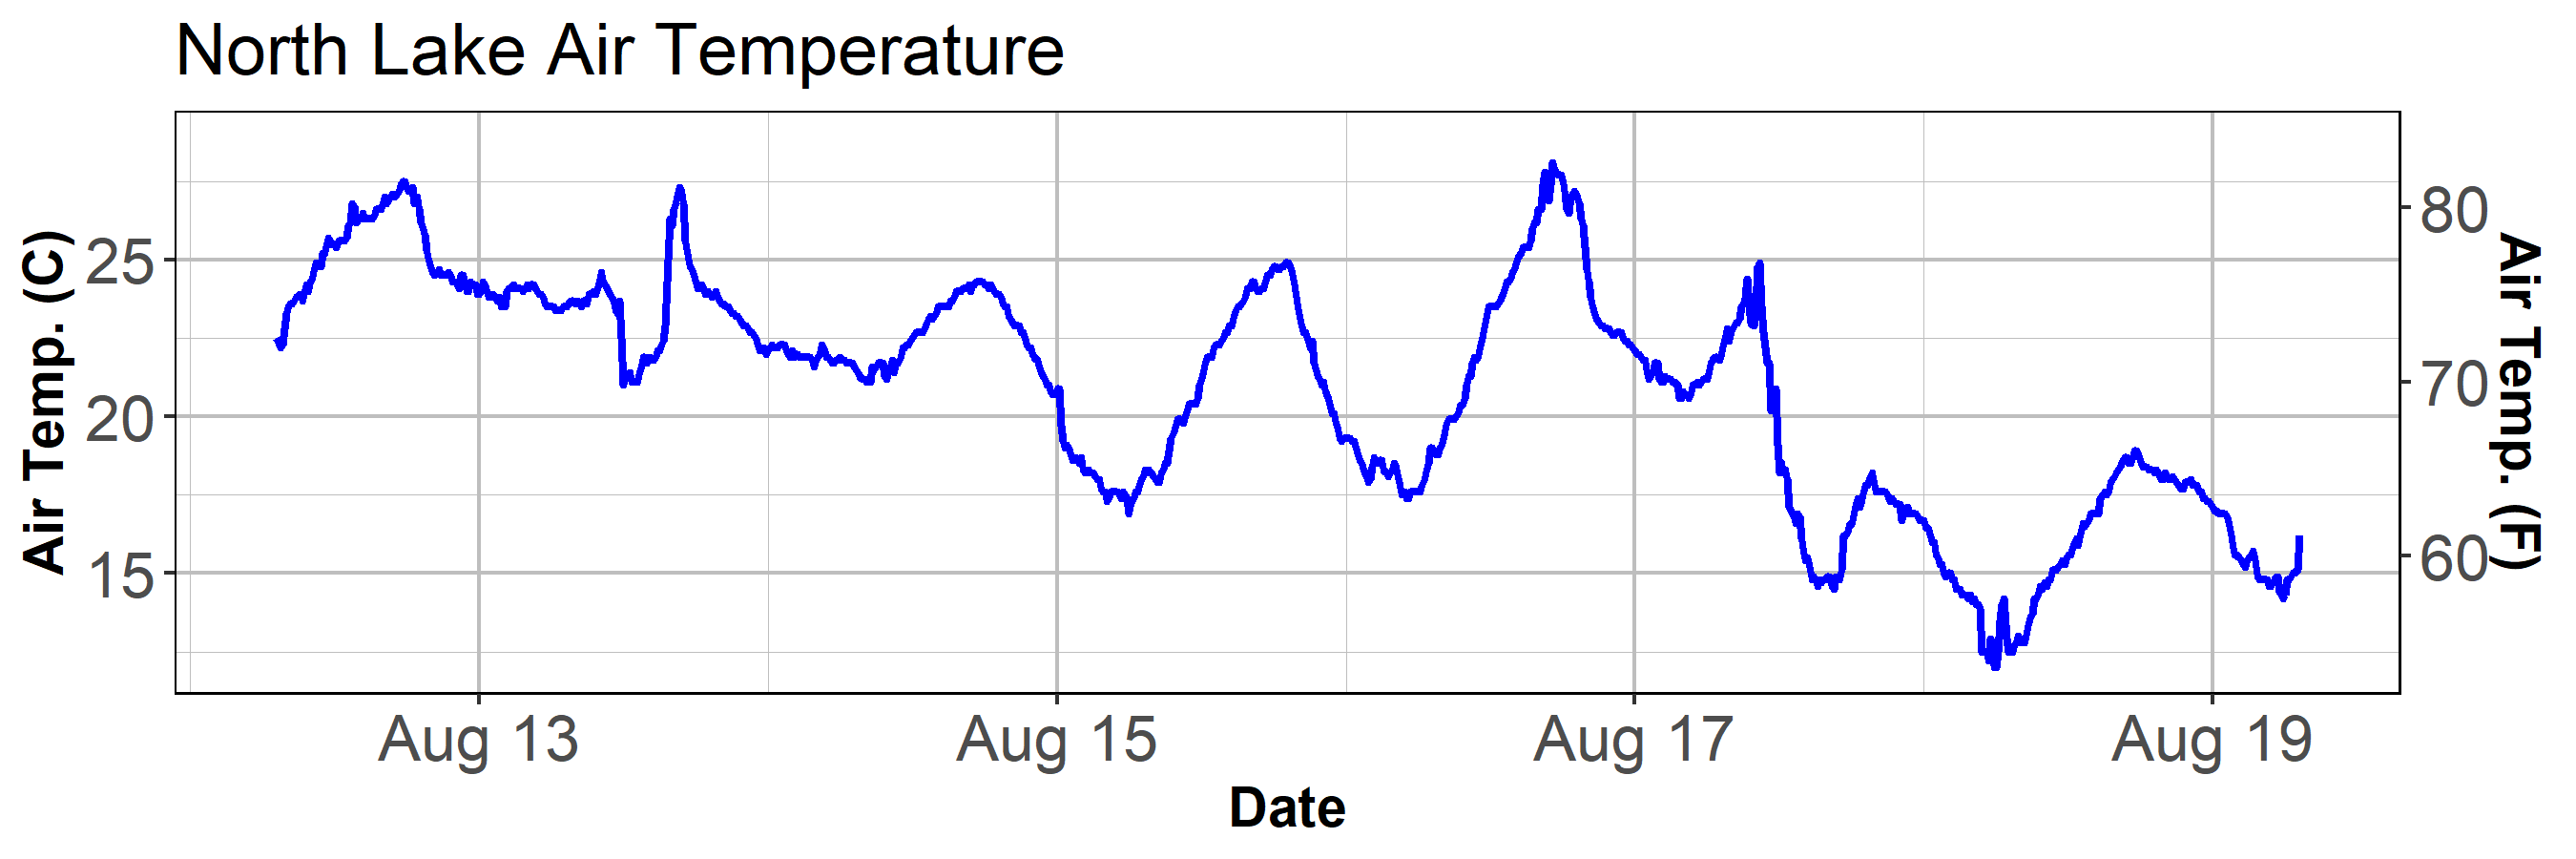 North Lake Air Temperature
Air Temp. (C)
25
20
15
80
70
60
Air Temp. (F)
Aug 13 Aug 15 Aug 17 Aug 19
Date